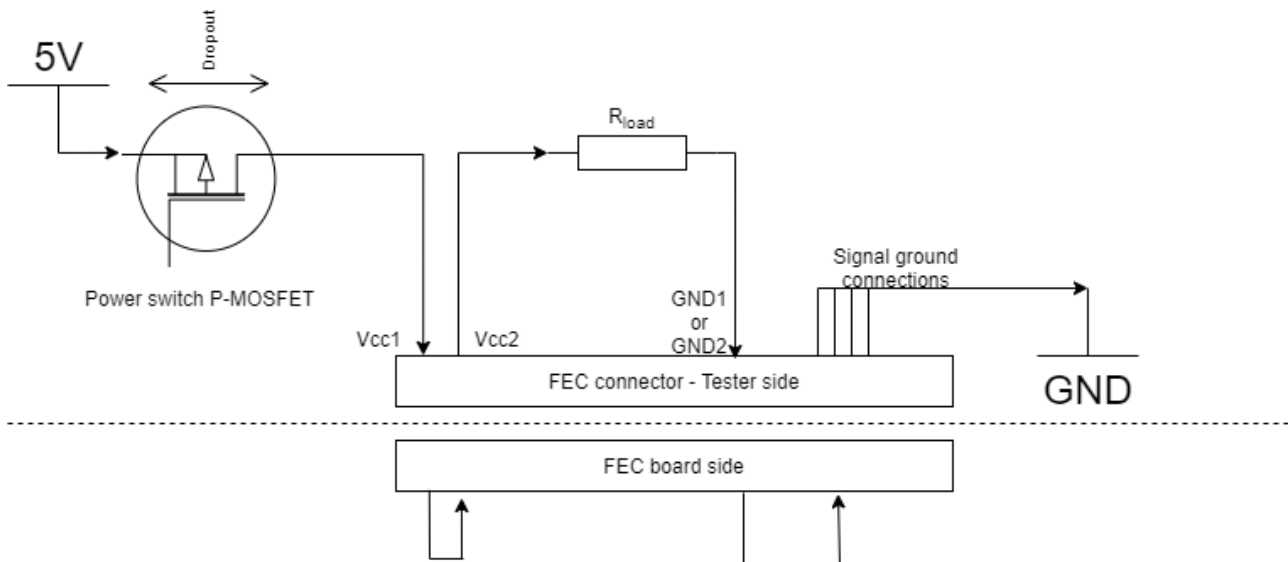 5V
Dropout
R_load
Power switch P-MOSFET
Signal ground
connections
GND1
or
GND2
Vcc1
Vcc2
FEC connector - Tester side
GND
FEC board side